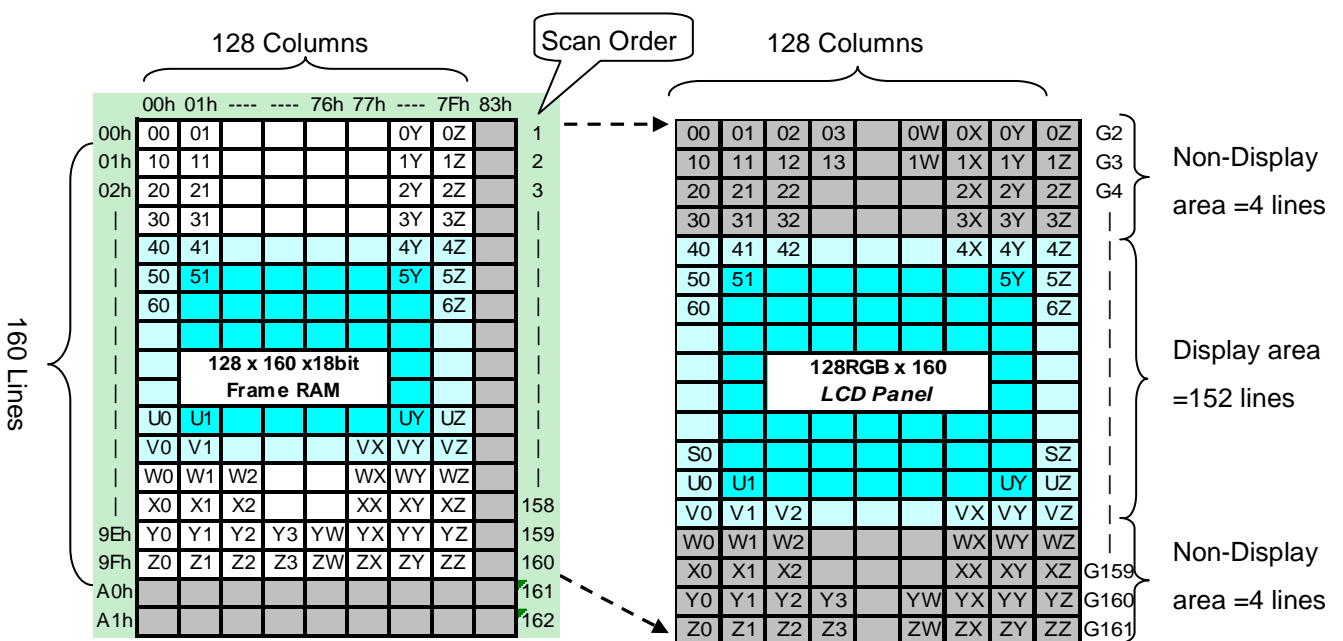 128 Columns
Scan Order
128 Columns
00h 01h ---- ---- 76h 77h ---- 7Fh 83h
00h 00 01 0Y 0Z 1
01h 10 11 1Y 1Z 2
02h 20 21 2Y 2Z 3
30 31 3Y 3Z
40 41 4Y 4Z
50 51 5Y 5Z
60 6Z
128 x 160 x18bit
Frame RAM
U0 U1 UY UZ
V0 V1 VX VY VZ
W0 W1 W2 WX WY WZ
X0 X1 X2 XX XY XZ 158
9Eh Y0 Y1 Y2 Y3 YW YX YY YZ 159
9Fh Z0 Z1 Z2 Z3 ZW ZX ZY ZZ 160
A0h 161
A1h 162
160 Lines
00 01 02 03 0W 0X 0Y 0Z G2
10 11 12 13 1W 1X 1Y 1Z G3
20 21 22 2X 2Y 2Z G4
30 31 32 3X 3Y 3Z
40 41 42 4X 4Y 4Z
50 51 5Y 5Z
60 6Z
128RGB x 160
LCD Panel
S0 SZ
U0 U1 UY UZ
V0 V1 V2 VX VY VZ
W0 W1 W2 WX WY WZ
X0 X1 X2 XX XY XZ G159
Y0 Y1 Y2 Y3 YW YX YY YZ G160
Z0 Z1 Z2 Z3 ZW ZX ZY ZZ G161
Non-Display
area =4 lines
Display area
=152 lines
Non-Display
area =4 lines